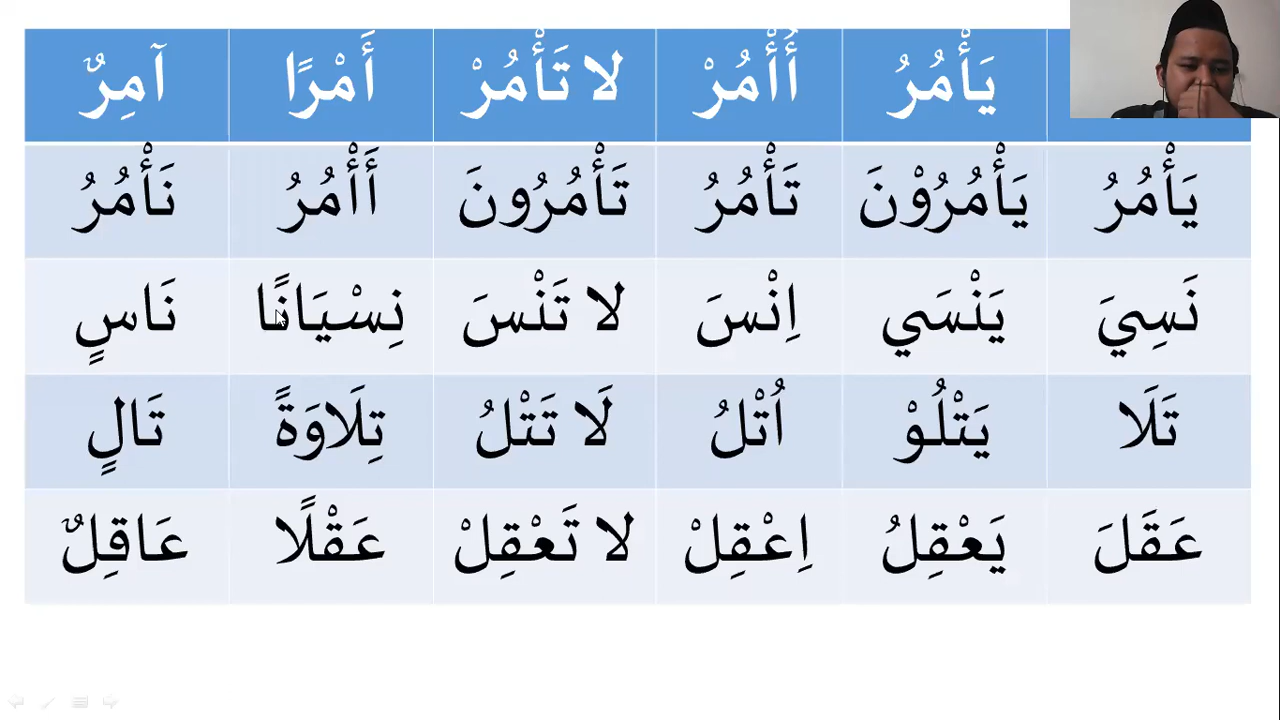 يَأْمُرُ أُأْمُرْ لا تَأْمُرْ أَمْرًا آمِرٌ
يَأْمُرُ يَأْمُرُوْنَ تَأْمُرُ تَأْمُرُونَ أَأْمُرُ نَأْمُرُ
نَسِيَ يَنْسَي اِنْسَ لا تَنْسَ نِسْيَانًا نَاسٍ
تَلَا يَتْلُوْ اُتْلُ لَا تَتْلُ تِلَاوَةً تَالٍ
عَقَلَ يَعْقِلُ اِعْقِلْ لا تَعْقِلْ عَقْلًا عَاقِلٌ